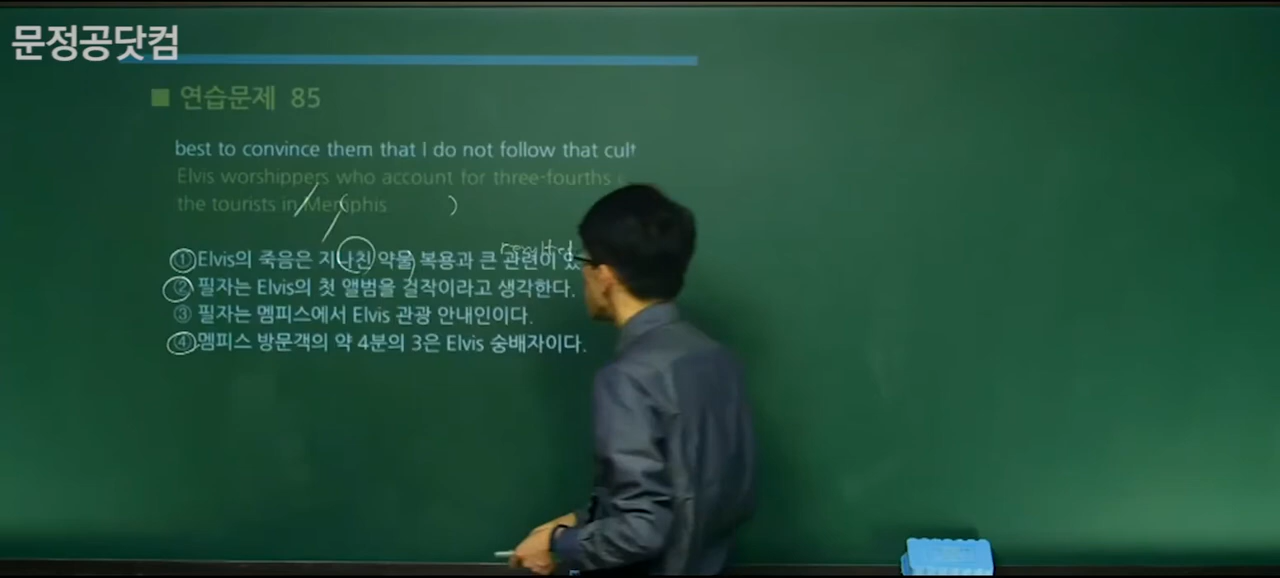 문정공닷컴
연습문제 85
best to convince them that I do not follow that cult
Elvis worshippers who account for three-fourths
the tourists in Memphis
① Elvis의 죽음은 지나친 약물 복용과 큰 관련이 있
② 필자는 Elvis의 첫 앨범을 걸작이라고 생각한다.
③ 필자는 멤피스에서 Elvis 관광 안내인이다.
④ 멤피스 방문객의 약 4분의 3은 Elvis 숭배자이다.